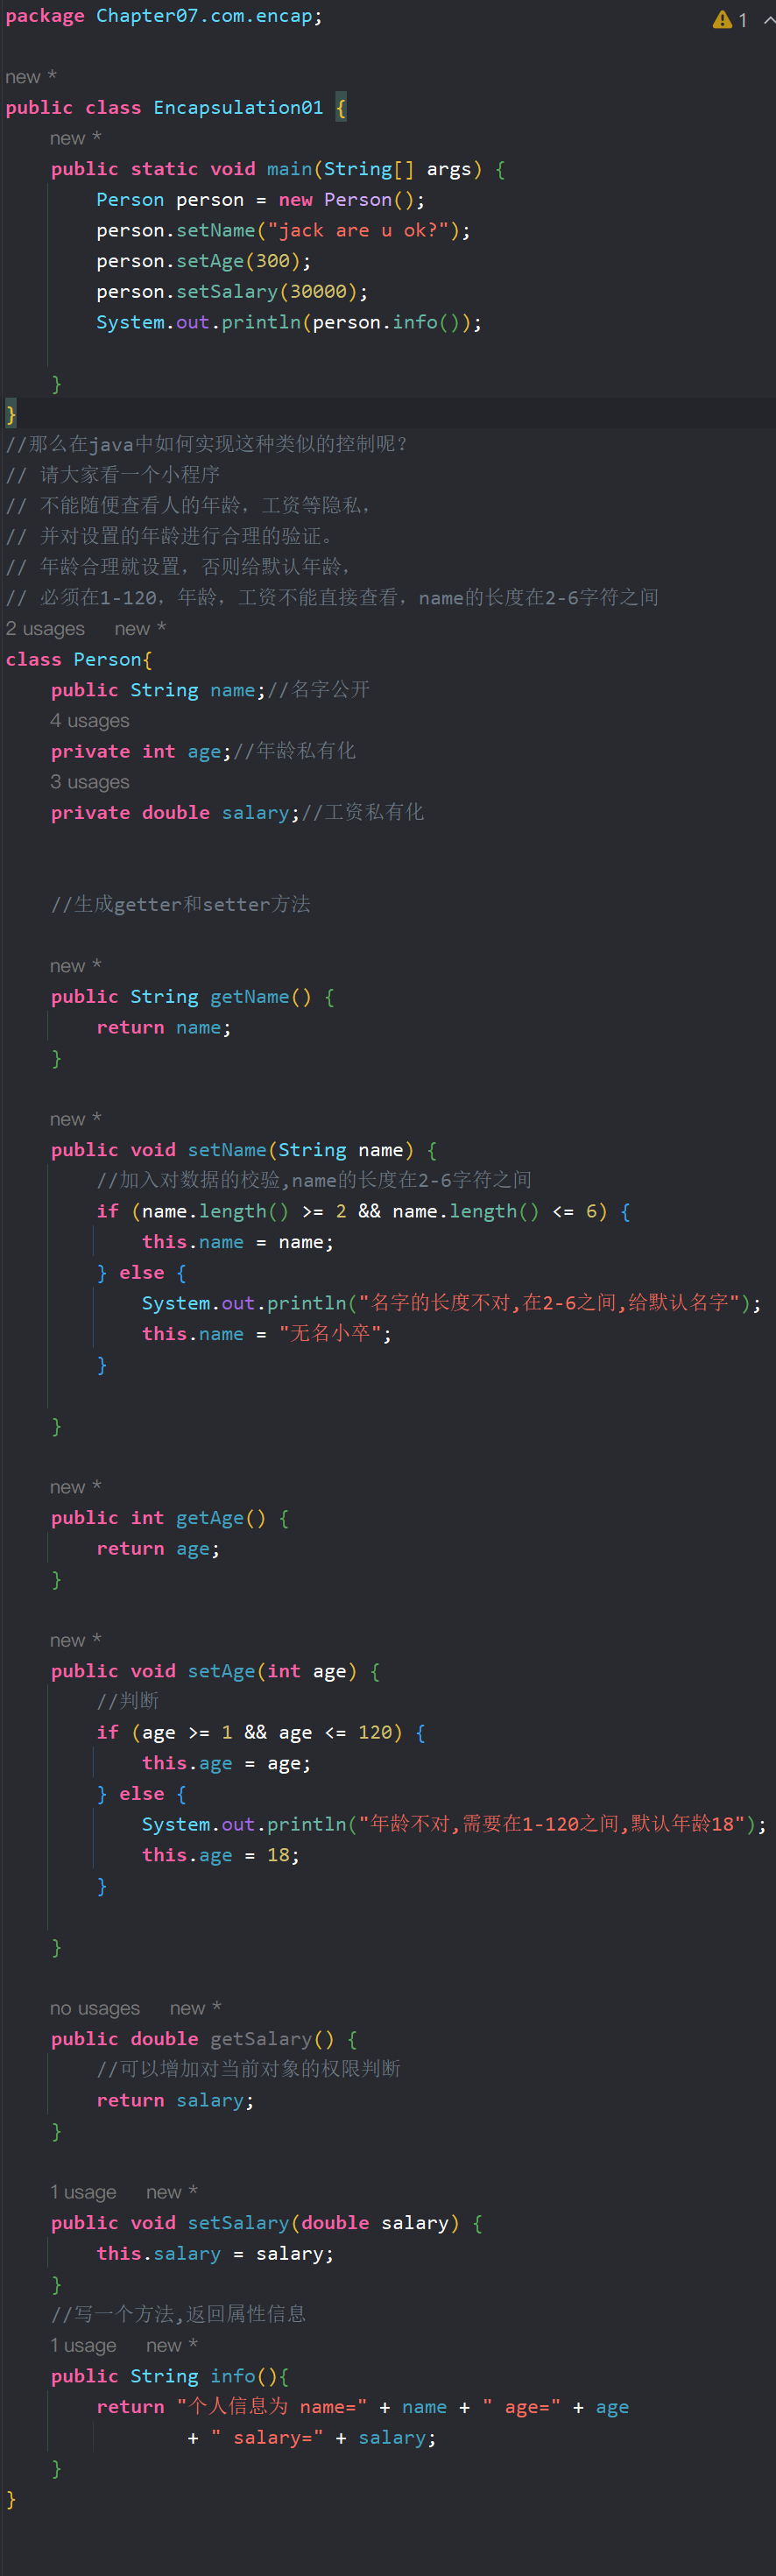 package Chapter07.com.encap;
1
new *
public class Encapsulation01 {
new *
public static void main(String[] args) {
Person person = new Person();
person.setName("jack are u ok?");
person.setAge(300);
person.setSalary(30000);
System.out.println(person.info());
}
}
//那么在java中如何实现这种类似的控制呢?
// 请大家看一个小程序
// 不能随便查看人的年龄，工资等隐私，
// 并对设置的年龄进行合理的验证。
// 年龄合理就设置，否则给默认年龄，
// 必须在1-120，年龄，工资不能直接查看，name的长度在2-6字符之间
2 usages new *
class Person{
public String name;//名字公开
4 usages
private int age;//年龄私有化
3 usages
private double salary;//工资私有化
//生成getter和setter方法
new *
public String getName() {
return name;
}
new *
public void setName(String name) {
//加入对数据的校验,name的长度在2-6字符之间
if (name.length() >= 2 && name.length() <= 6) {
this.name = name;
} else {
System.out.println("名字的长度不对,在2-6之间,给默认名字");
this.name = "无名小卒";
}
}
new *
public int getAge() {
return age;
}
new *
public void setAge(int age) {
//判断
if (age >= 1 && age <= 120) {
this.age = age;
} else {
System.out.println("年龄不对,需要在1-120之间,默认年龄18");
this.age = 18;
}
}
no usages new *
public double getSalary() {
//可以增加对当前对象的权限判断
return salary;
}
1 usage new *
public void setSalary(double salary) {
this.salary = salary;
}
//写一个方法,返回属性信息
1 usage new *
public String info(){
return "个人信息为 name=" + name + " age=" + age
+ " salary=" + salary;
}
}